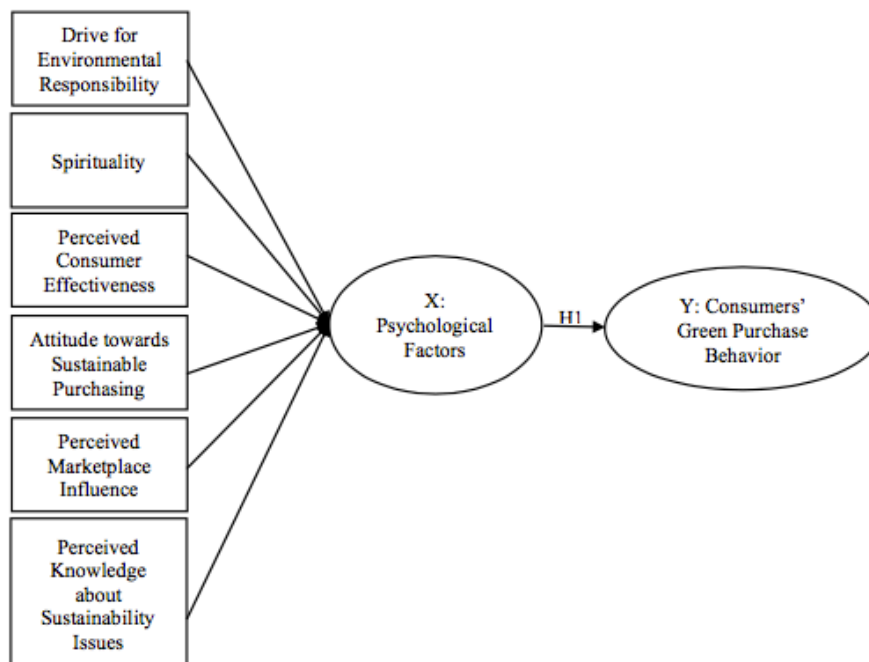 Drive for
Environmental
Responsibility
Spirituality
Perceived
Consumer
Effectiveness
Attitude towards
Sustainable
Purchasing
Perceived
Marketplace
Influence
Perceived
Knowledge
about
Sustainability
Issues
X:
Psychological
Factors
H1
Y: Consumers’
Green Purchase
Behavior